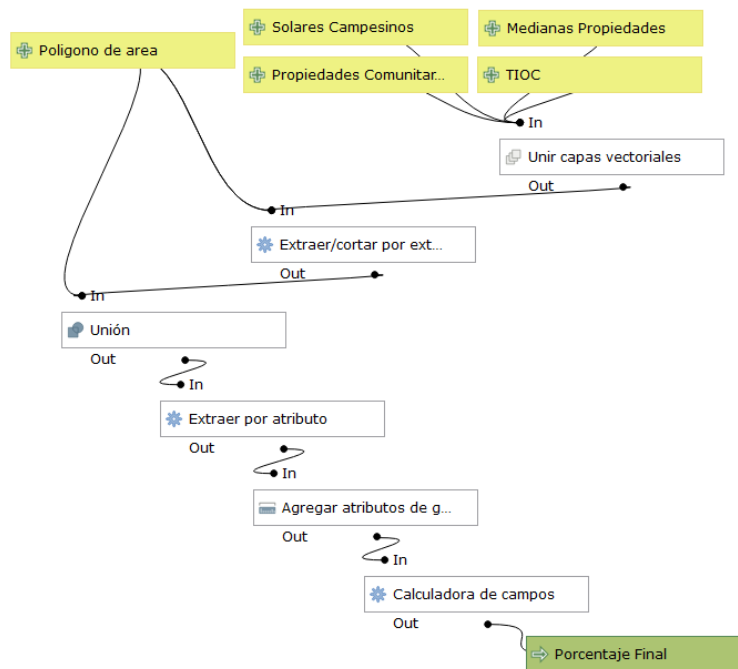 Solares Campesinos
Medianas Propiedades
Poligono de area
Propiedades Comunitar...
TIOC
In
Unir capas vectoriales
Out
In
Extraer/cortar por ext...
Out
In
Unión
Out
In
Extraer por atributo
Out
In
Agregar atributos de g...
Out
In
Calculadora de campos
Out
Porcentaje Final